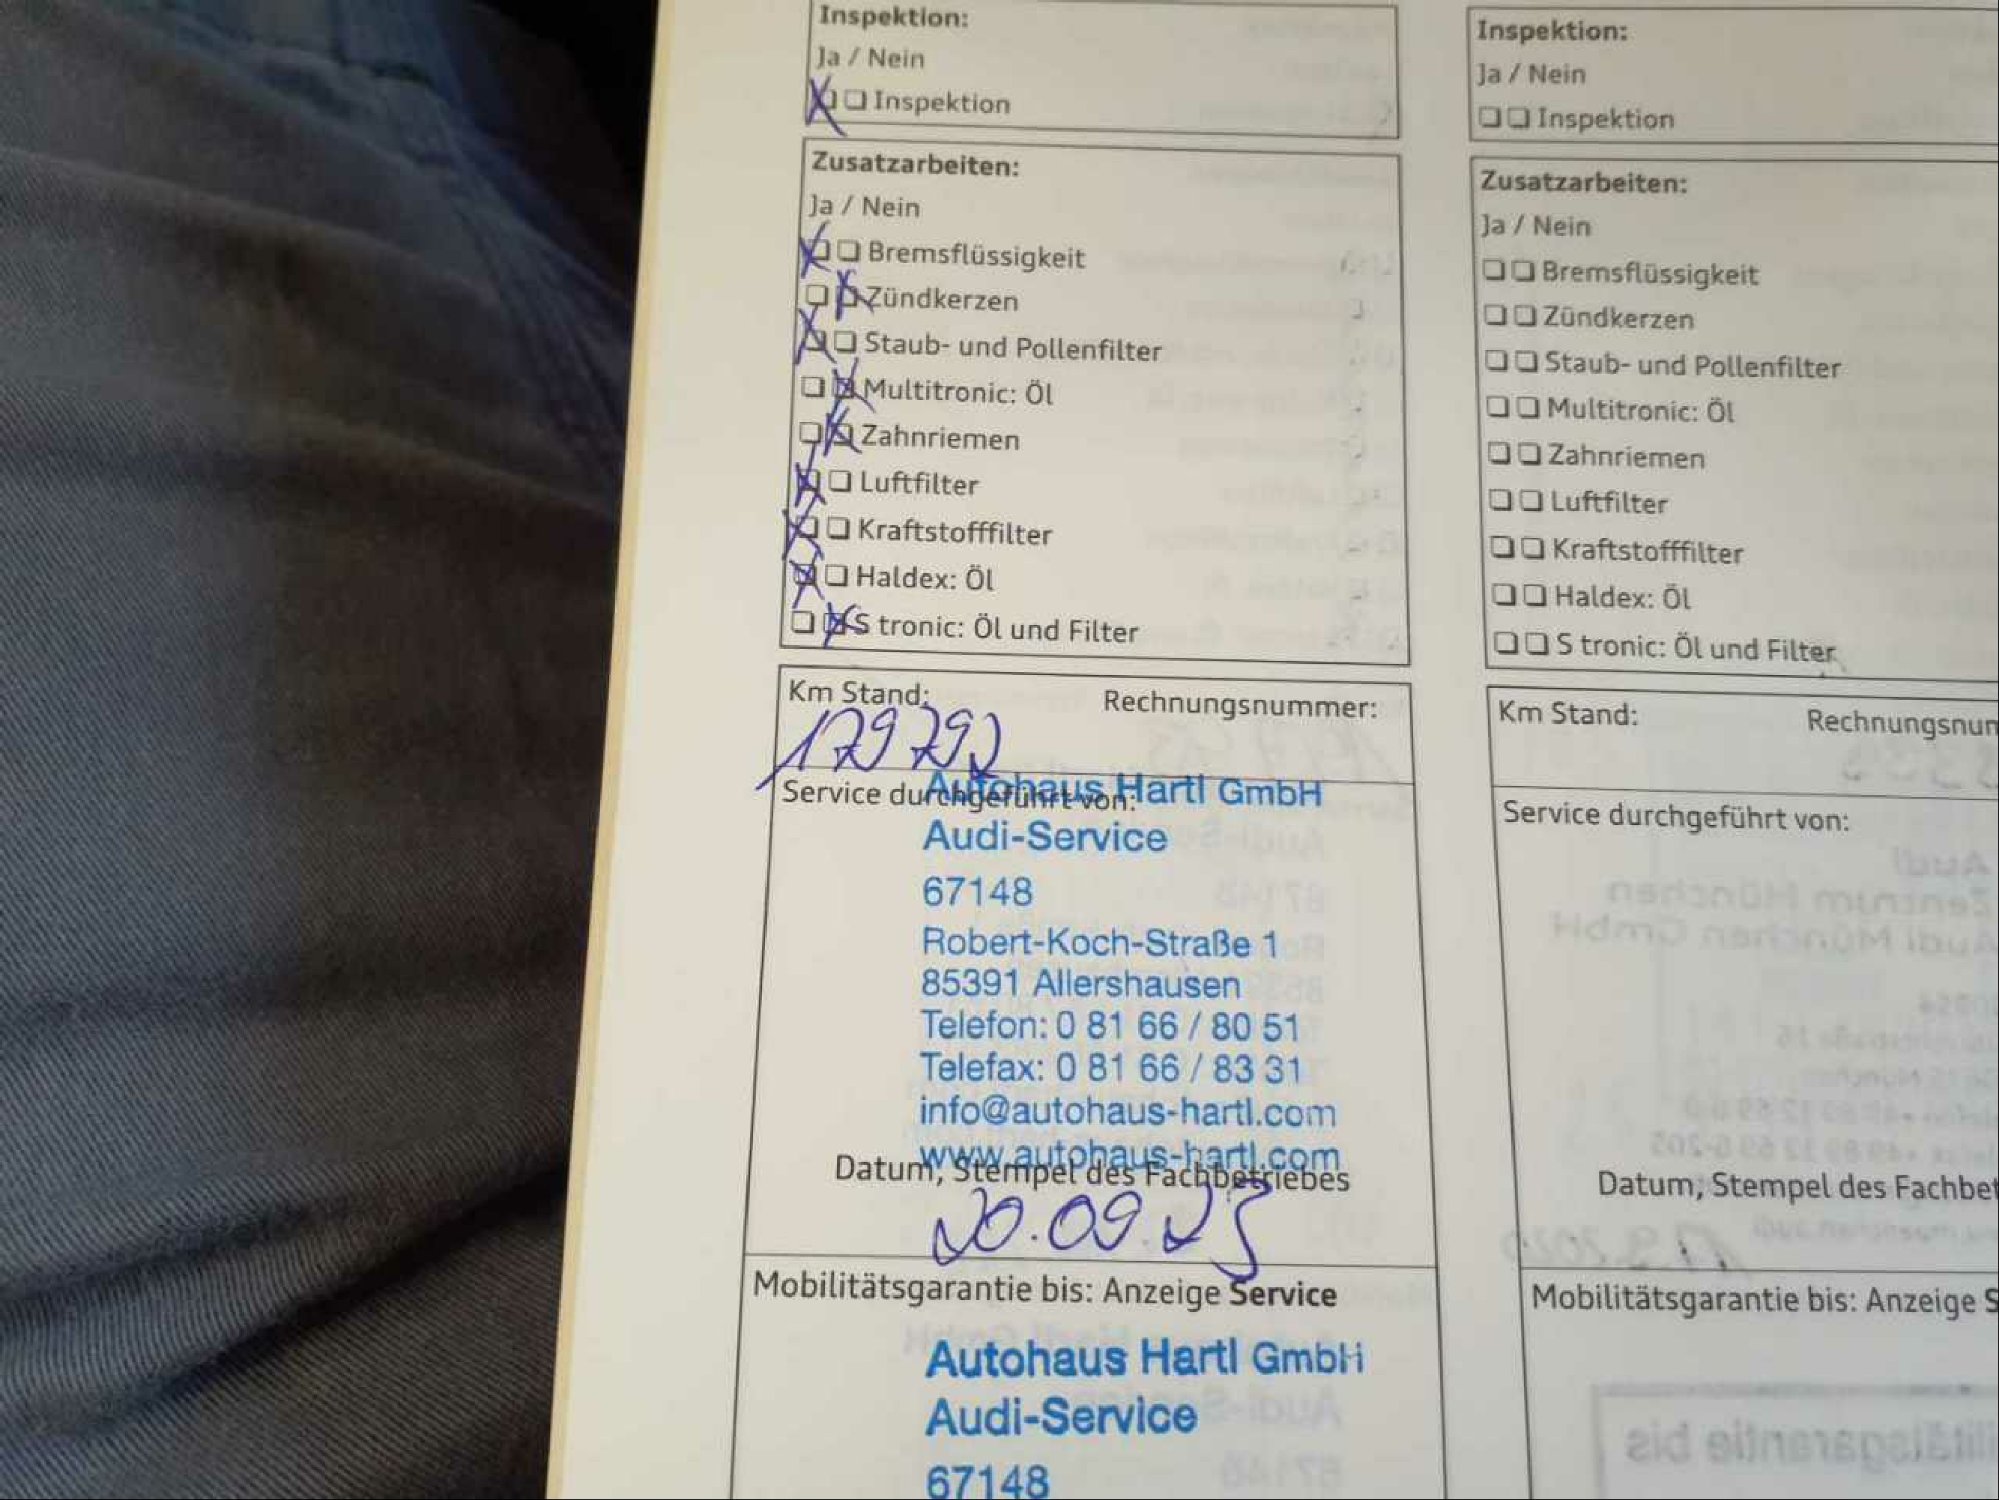 Inspektion:
Ja / Nein
Inspektion
Zusatzarbeiten:
Ja / Nein
Bremsflüssigkeit
Zündkerzen
Staub- und Pollenfilter
Multitronic: Öl
Zahnriemen
Luftfilter
Kraftstofffilter
Haldex: Öl
S tronic: Öl und Filter
Km Stand: Rechnungsnummer:
179792
Service durchgeführt von:
Autohaus Hartl GmbH
Audi-Service
67148
Robert-Koch-Straße 1
85391 Allershausen
Telefon: 0 81 66 / 80 51
Telefax: 0 81 66 / 83 31
info@autohaus-hartl.com
www.autohaus-hartl.com
Datum, Stempel des Fachbetriebes
20.09.23
Mobilitätsgarantie bis: Anzeige Service
Autohaus Hartl GmbH
Audi-Service
67148
Inspektion:
Ja / Nein
Inspektion
Zusatzarbeiten:
Ja / Nein
Bremsflüssigkeit
Zündkerzen
Staub- und Pollenfilter
Multitronic: Öl
Zahnriemen
Luftfilter
Kraftstofffilter
Haldex: Öl
S tronic: Öl und Filter
Km Stand: Rechnungsnum
Service durchgeführt von:
Datum, Stempel des Fachbet
Mobilitätsgarantie bis: Anzeige S